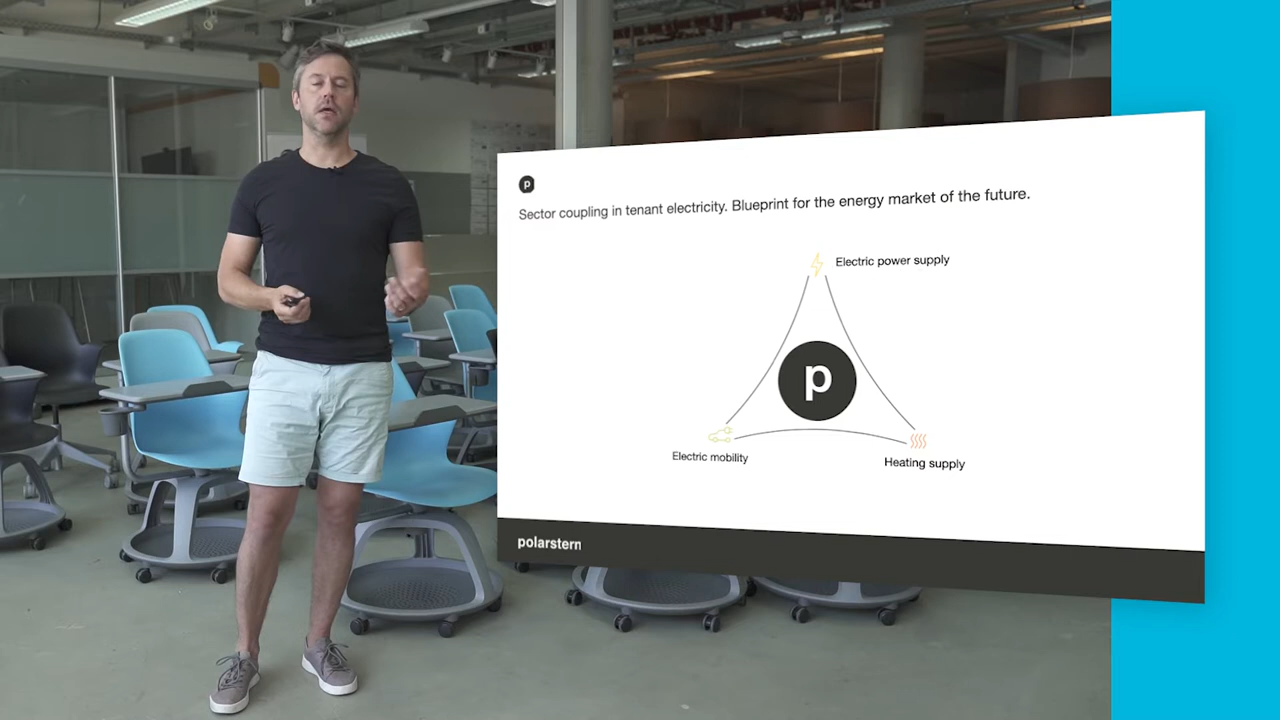 p
Sector coupling in tenant electricity. Blueprint for the energy market of the future.
Electric power supply
p
Electric mobility
Heating supply
polarstern